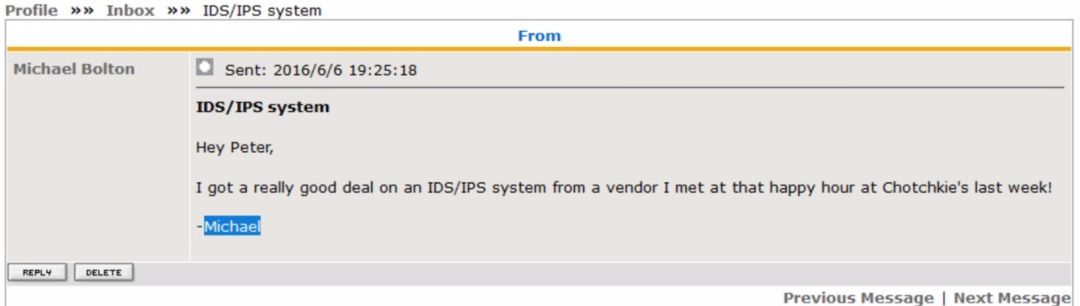 Profile »» Inbox »» IDS/IPS system
From
Michael Bolton
Sent: 2016/6/6 19:25:18
IDS/IPS system
Hey Peter,
I got a really good deal on an IDS/IPS system from a vendor I met at that happy hour at Chotchkie's last week!
-Michael
REPLY DELETE
Previous Message | Next Message